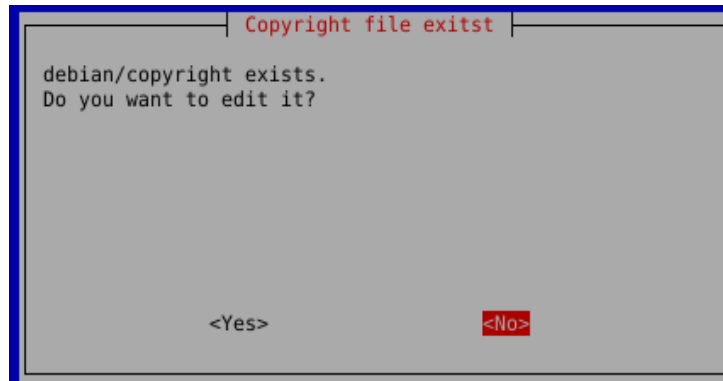 Copyright file exitst
debian/copyright exists.
Do you want to edit it?
<Yes> <No>